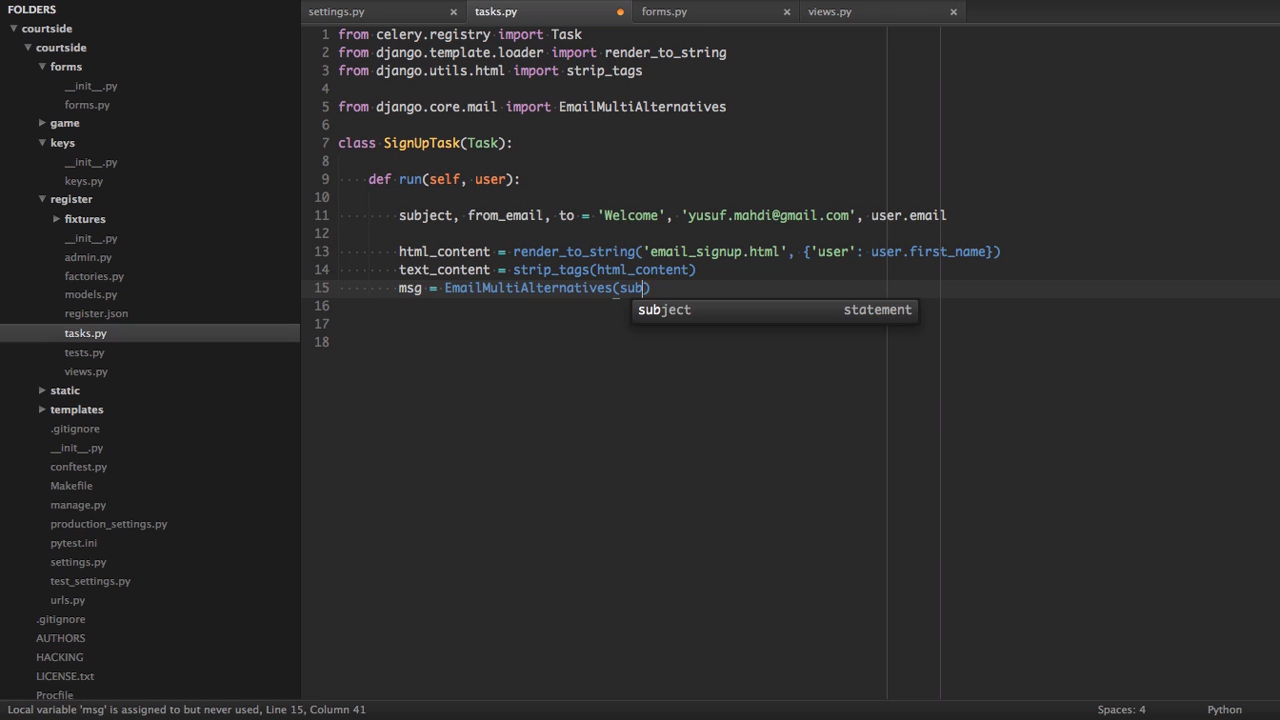 FOLDERS
courtside
courtside
forms
__init__.py
forms.py
game
keys
__init__.py
keys.py
register
fixtures
__init__.py
admin.py
factories.py
models.py
register.json
tasks.py
tests.py
views.py
static
templates
.gitignore
__init__.py
conftest.py
Makefile
manage.py
production_settings.py
pytest.ini
settings.py
test_settings.py
urls.py
.gitignore
AUTHORS
HACKING
LICENSE.txt
Procfile
settings.py × tasks.py forms.py × views.py ×
1 from celery.registry import Task
2 from django.template.loader import render_to_string
3 from django.utils.html import strip_tags
4
5 from django.core.mail import EmailMultiAlternatives
6
7 class SignUpTask(Task):
8
9 def run(self, user):
10
11 subject, from_email, to = 'Welcome', 'yusuf.mahdi@gmail.com', user.email
12
13 html_content = render_to_string('email_signup.html', {'user': user.first_name})
14 text_content = strip_tags(html_content)
15 msg = EmailMultiAlternatives(sub)
16
subject statement
17
18
Local variable 'msg' is assigned to but never used, Line 15, Column 41 Spaces: 4 Python